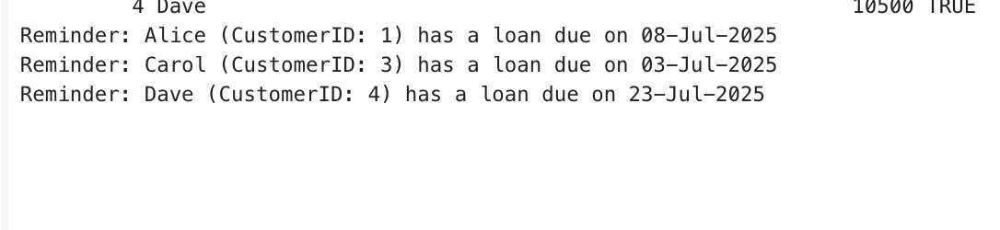 4 Dave 10500 TRUE
Reminder: Alice (CustomerID: 1) has a loan due on 08-Jul-2025
Reminder: Carol (CustomerID: 3) has a loan due on 03-Jul-2025
Reminder: Dave (CustomerID: 4) has a loan due on 23-Jul-2025